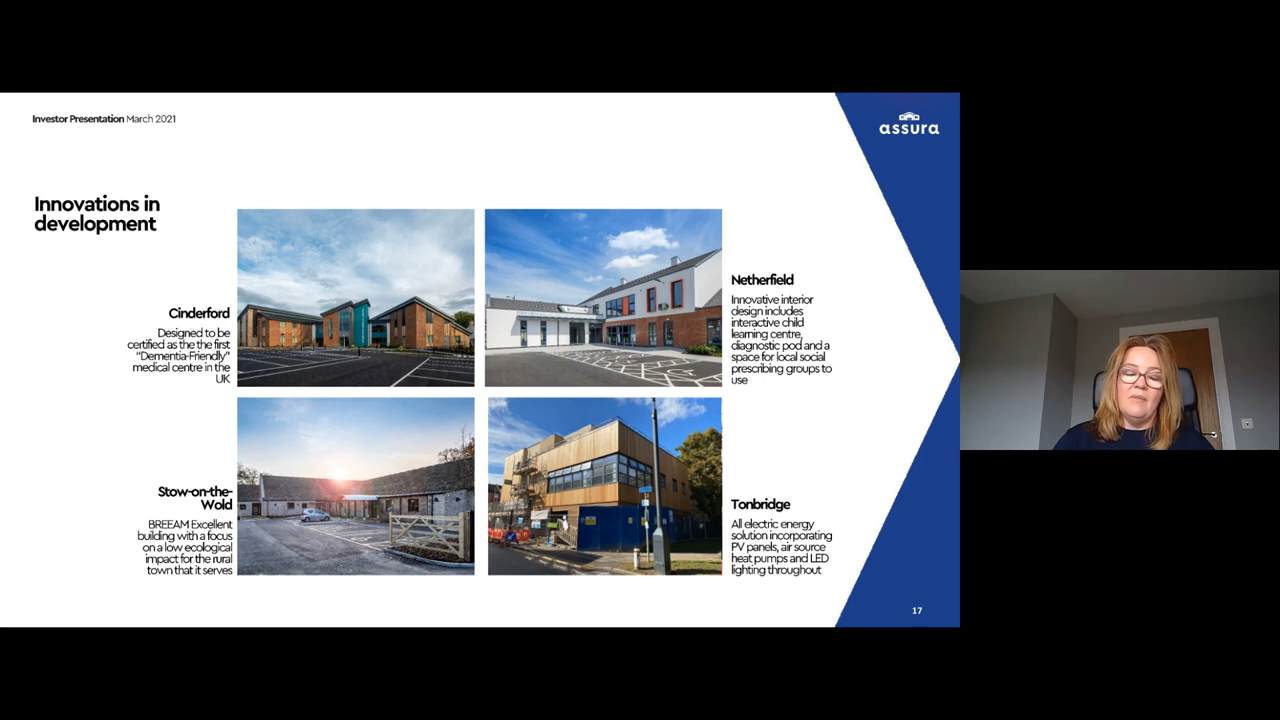 Investor Presentation March 2021
assura
Innovations in
development
Cinderford
Designed to be
certified as the the first
"Dementia-Friendly"
medical centre in the
UK
Netherfield
Innovative interior
design includes
interactive child
learning centre,
diagnostic pod and a
space for local social
prescribing groups to
use
Stow-on-the-
Wold
BREEAM Excellent
building with a focus
on a low ecological
impact for the rural
town that it serves
Tonbridge
All electric energy
solution incorporating
PV panels, air source
heat pumps and LED
lighting throughout
17